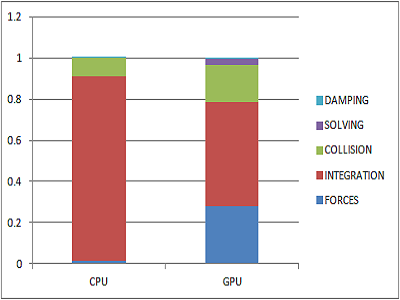 1.2
1
0.8
0.6
0.4
0.2
0
CPU
GPU
DAMPING
SOLVING
COLLISION
INTEGRATION
FORCES